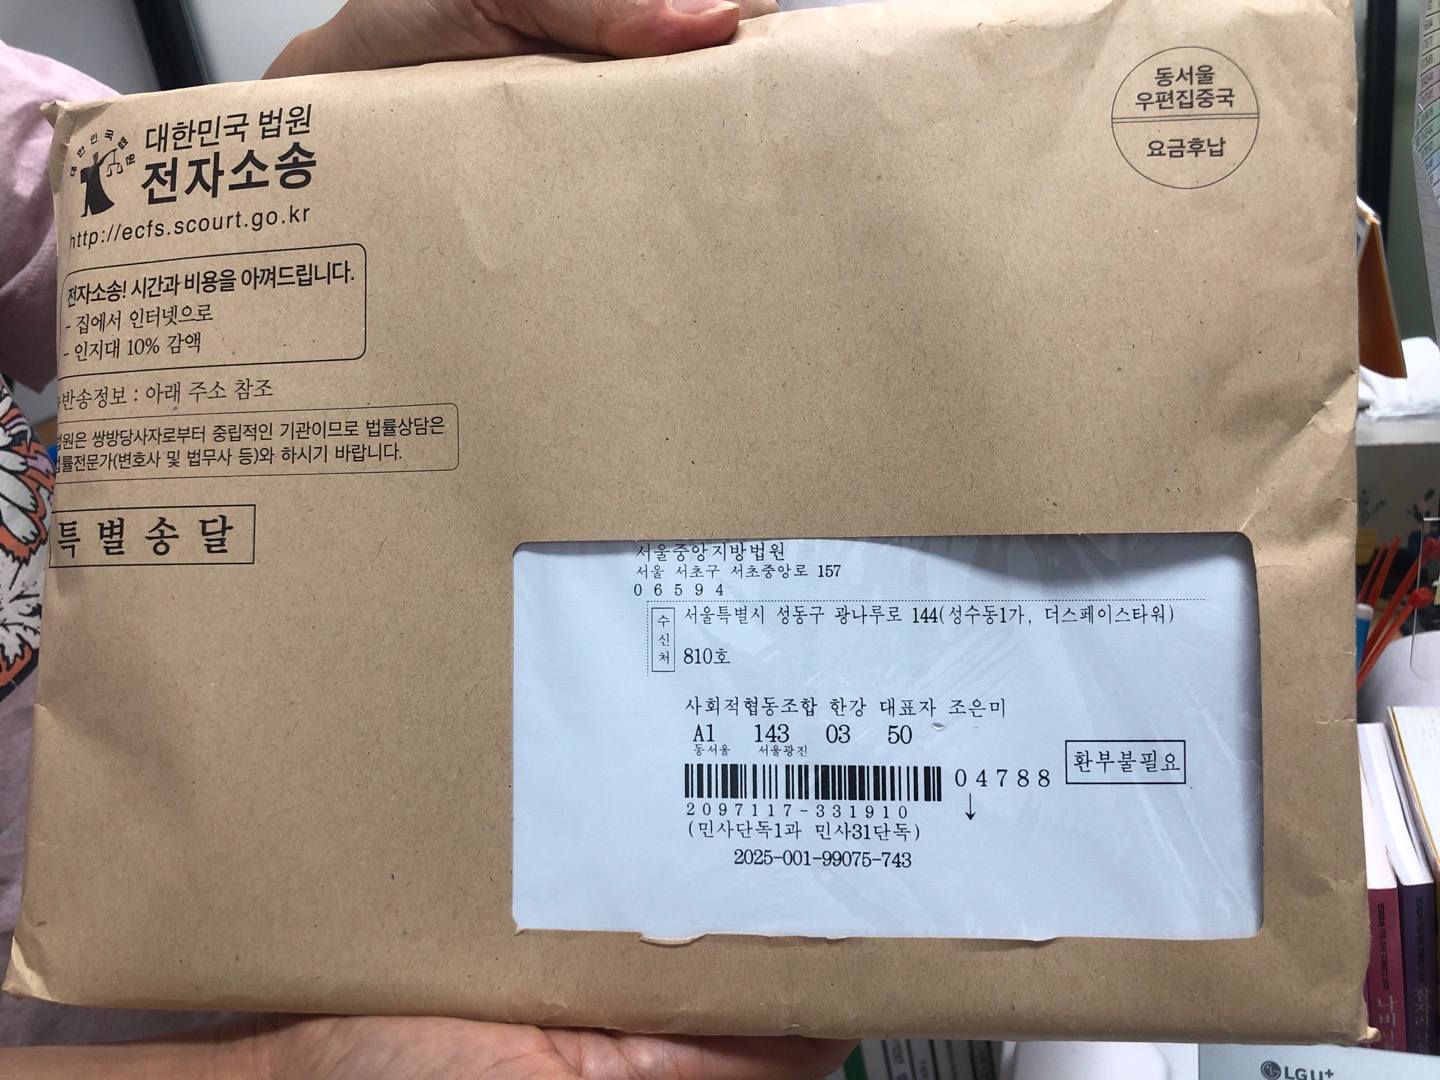 대한민국 법원
대한민국 법원
전자소송
http://ecfs.scourt.go.kr
전자소송! 시간과 비용을 아껴드립니다.
- 집에서 인터넷으로
- 인지대 10% 감액
반송정보 : 아래 주소 참조
법원은 쌍방당사자로부터 중립적인 기관이므로 법률상담은
법률전문가(변호사 및 법무사 등)와 하시기 바랍니다.
특별송달
동서울
우편집중국
요금후납
서울중앙지방법원
서울 서초구 서초중앙로 157
06594
수신처
서울특별시 성동구 광나루로 144(성수동1가, 더스페이스타워)
810호
사회적협동조합 한강 대표자 조은미
A1 143 03 50
동서울 서울광진
04788
환부불필요
2097117-331910
(민사단독1과 민사31단독)
2025-001-99075-743
나비
LG U+